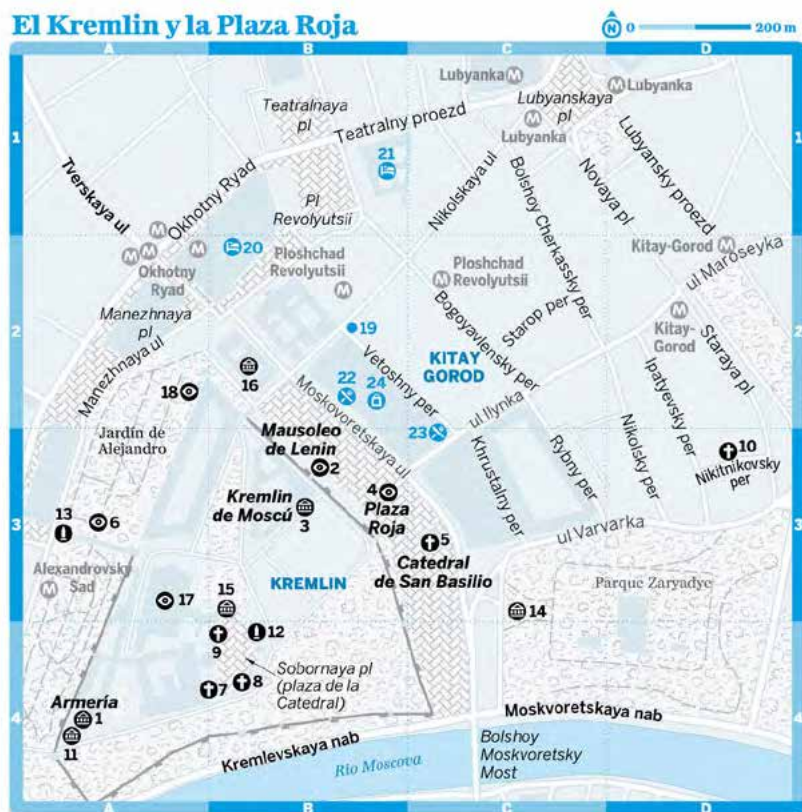 El Kremlin y la Plaza Roja
N 0 200 m
A B C D
1
Lubyanka
Lubyanka
Teatralnaya
pl
Lubyanskaya
pl
Teatralny proezd
Lubyanka
Tverskaya ul
Okhotny Ryad
21
Pl
Revolyutsii
Nikolskaya ul
Bolshoy Cherkassky per
Novaya pl
Lubyansky proezd
20
Okhotny
Ryad
Ploshchad
Revolyutsii
Ploshchad
Revolyutsii
Kitay-Gorod
ul Maroseyka
2
Manezhnaya
pl
Manezhnaya ul
19
Bogoyavlensky per
Starop per
Kitay-
Gorod
Staraya pl
KITAY
GOROD
Vetoshny per
Ipatyevsky per
18
16
22
24
23
ul Ilynka
Moskovoretskaya ul
Jardín de
Alejandro
Mausoleo
de Lenin
2
Khrustalny per
Rybny per
Nikolsky per
10
Nikitnikovsky
per
3
Kremlin
de Moscú
3
4
Plaza
Roja
13
6
5
Catedral
de San Basilio
ul Varvarka
Alexandrovsky
Sad
KREMLIN
Parque Zaryadye
17
15
14
9
12
Sobornaya pl
(plaza de la
Catedral)
7
8
4
Armería
1
11
Kremlevskaya nab
Moskvoretskaya nab
Río Moscova
Bolshoy
Moskvoretsky
Most
A B C D
1
2
3
4